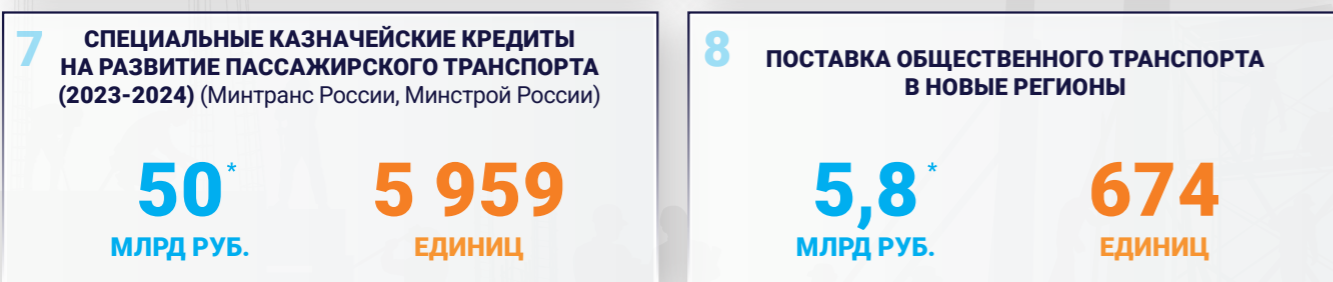 7
СПЕЦИАЛЬНЫЕ КАЗНАЧЕЙСКИЕ КРЕДИТЫ
НА РАЗВИТИЕ ПАССАЖИРСКОГО ТРАНСПОРТА
(2023-2024) (Минтранс России, Минстрой России)
50* 5 959
МЛРД РУБ. ЕДИНИЦ
8
ПОСТАВКА ОБЩЕСТВЕННОГО ТРАНСПОРТА
В НОВЫЕ РЕГИОНЫ
5,8* 674
МЛРД РУБ. ЕДИНИЦ